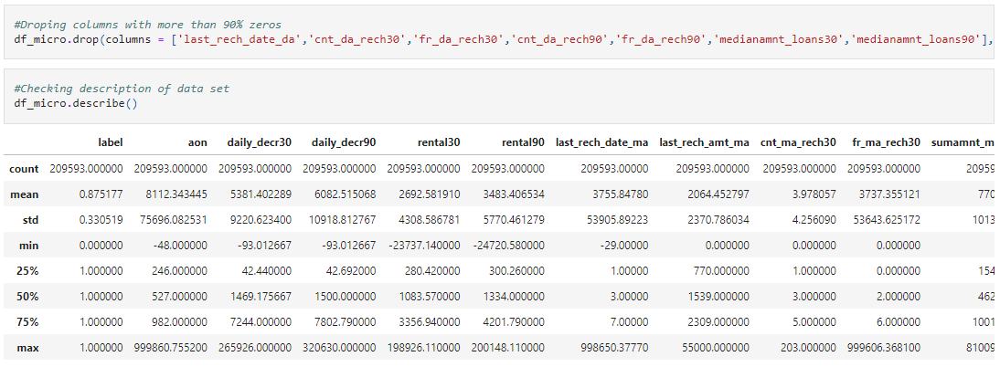 #Droping columns with more than 90% zeros
df_micro.drop(columns = ['last_rech_date_da','cnt_da_rech30','fr_da_rech30','cnt_da_rech90','fr_da_rech90','medianamnt_loans30','medianamnt_loans90'],
#Checking description of data set
df_micro.describe()
label aon daily_decr30 daily_decr90 rental30 rental90 last_rech_date_ma last_rech_amt_ma cnt_ma_rech30 fr_ma_rech30 sumamnt_m
count 209593.000000 209593.000000 209593.000000 209593.000000 209593.000000 209593.000000 209593.00000 209593.000000 209593.000000 209593.000000 20959
mean 0.875177 8112.343445 5381.402289 6082.515068 2692.581910 3483.406534 3755.84780 2064.452797 3.978057 3737.355121 770
std 0.330519 75696.082531 9220.623400 10918.812767 4308.586781 5770.461279 53905.89223 2370.786034 4.256090 53643.625172 1013
min 0.000000 -48.000000 -93.012667 -93.012667 -23737.140000 -24720.580000 -29.00000 0.000000 0.000000 0.000000
25% 1.000000 246.000000 42.440000 42.692000 280.420000 300.260000 1.00000 770.000000 1.000000 0.000000 154
50% 1.000000 527.000000 1469.175667 1500.000000 1083.570000 1334.000000 3.00000 1539.000000 3.000000 2.000000 462
75% 1.000000 982.000000 7244.000000 7802.790000 3356.940000 4201.790000 7.00000 2309.000000 5.000000 6.000000 1001
max 1.000000 999860.755200 265926.000000 320630.000000 198926.110000 200148.110000 998650.37770 55000.000000 203.000000 999606.368100 81009